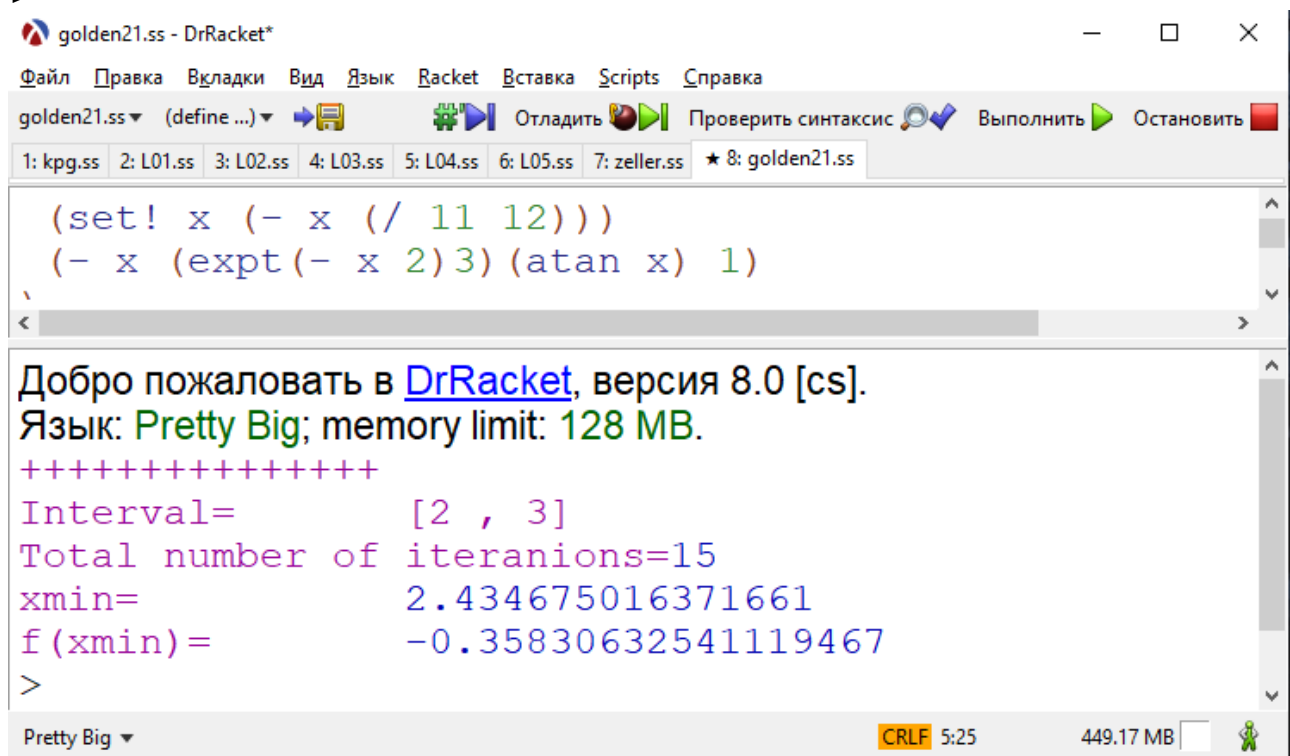 golden21.ss - DrRacket*
Файл Правка Вкладки Вид Язык Racket Вставка Scripts Справка
golden21.ss (define ...) Отладить Проверить синтаксис Выполнить Остановить
1: kpg.ss 2: L01.ss 3: L02.ss 4: L03.ss 5: L04.ss 6: L05.ss 7: zeller.ss ★ 8: golden21.ss
(set! x (- x (/ 11 12)))
(- x (expt(- x 2)3)(atan x) 1)
Добро пожаловать в DrRacket, версия 8.0 [cs].
Язык: Pretty Big; memory limit: 128 MB.
+++++++++++++++
Interval= [2 , 3]
Total number of iteranions=15
xmin= 2.434675016371661
f(xmin)= -0.35830632541119467
>
Pretty Big CRLF 5:25 449.17 MB